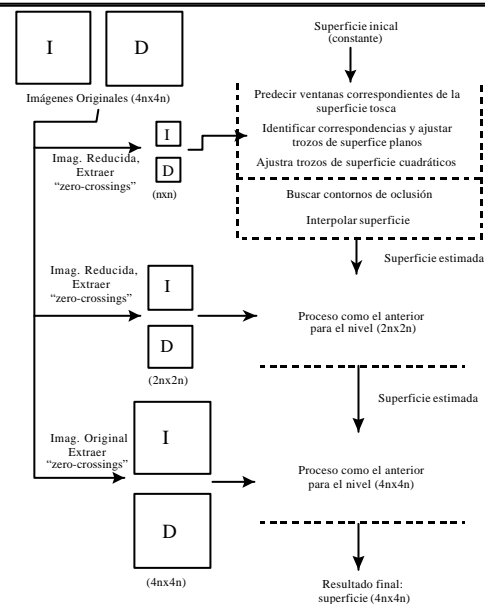 I
D
Imágenes Originales (4nx4n)
Superficie inical
(constante)
Predecir ventanas correspondientes de la
superficie tosca
Identificar correspondencias y ajustar
trozos de superfice planos
Ajustra trozos de superficie cuadráticos
Buscar contornos de oclusión
Interpolar superficie
Imag. Reducida,
Extraer
“zero-crossings”
I
D
(nxn)
Superficie estimada
Imag. Reducida,
Extraer
“zero-crossings”
I
D
(2nx2n)
Proceso como el anterior
para el nivel (2nx2n)
Superficie estimada
Imag. Original
Extraer
“zero-crossings”
I
D
(4nx4n)
Proceso como el anterior
para el nivel (4nx4n)
Resultado final:
superficie (4nx4n)